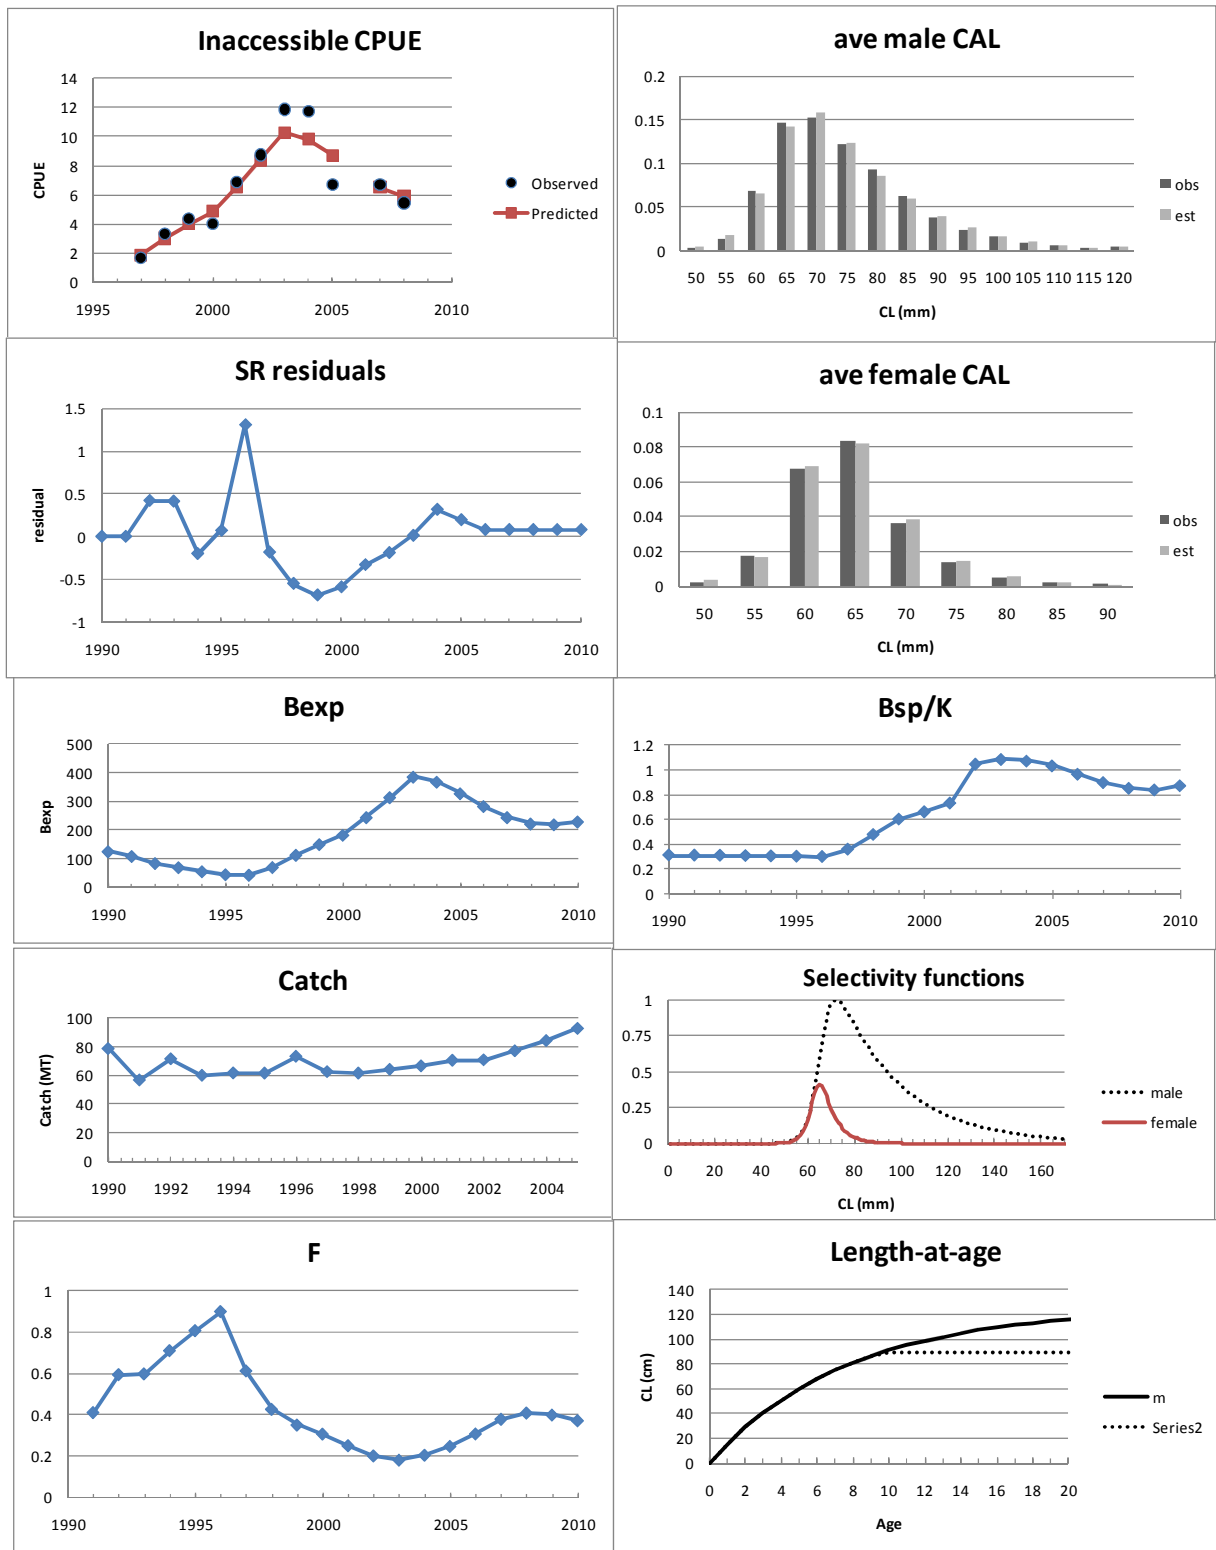 Inaccessible CPUE
CPUE
14
12
10
8
6
4
2
0
1995 2000 2005 2010
Observed
Predicted
ave male CAL
0.2
0.15
0.1
0.05
0
50 55 60 65 70 75 80 85 90 95 100 105 110 115 120
CL (mm)
obs
est
SR residuals
residual
1.5
1
0.5
0
-0.5
-1
1990 1995 2000 2005 2010
ave female CAL
0.1
0.08
0.06
0.04
0.02
0
50 55 60 65 70 75 80 85 90
CL (mm)
obs
est
Bexp
Bexp
500
400
300
200
100
0
1990 1995 2000 2005 2010
Bsp/K
1.2
1
0.8
0.6
0.4
0.2
0
1990 1995 2000 2005 2010
Catch
Catch (MT)
100
80
60
40
20
0
1990 1992 1994 1996 1998 2000 2002 2004
Selectivity functions
1
0.75
0.5
0.25
0
0 20 40 60 80 100 120 140 160
CL (mm)
male
female
F
1
0.8
0.6
0.4
0.2
0
1990 1995 2000 2005 2010
Length-at-age
CL (cm)
140
120
100
80
60
40
20
0
0 2 4 6 8 10 12 14 16 18 20
Age
m
Series2